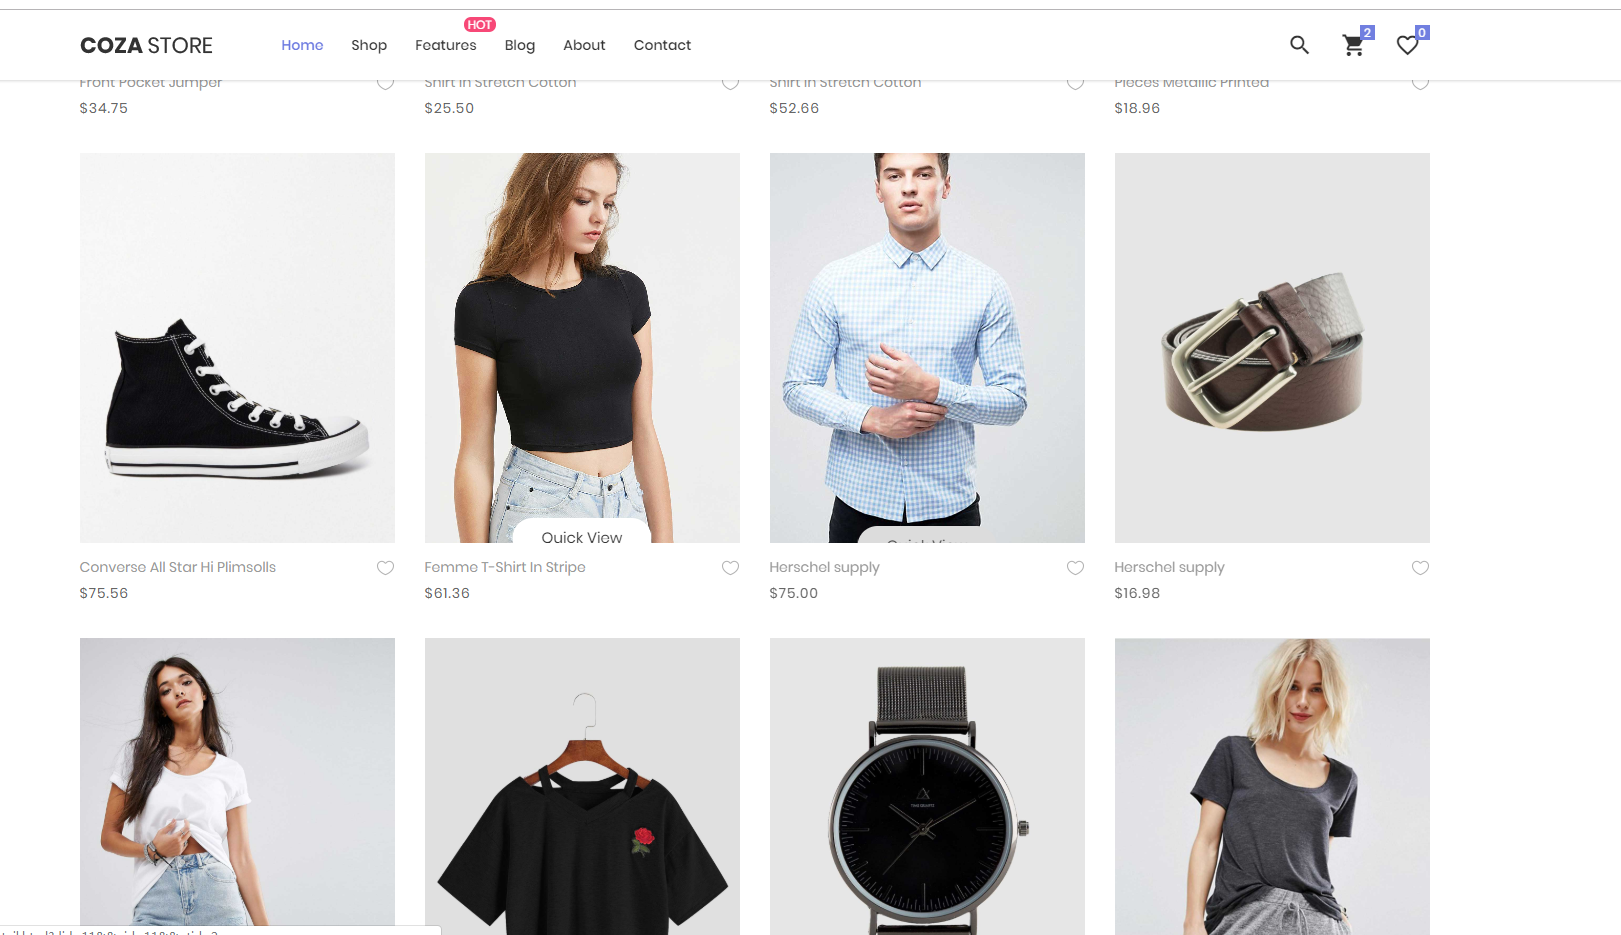 HOT
COZA STORE Home Shop Features Blog About Contact 2 0
Front Pocket Jumper Shirt In Stretch Cotton Shirt In Stretch Cotton Pieces Metallic Printed
$34.75 $25.50 $52.66 $18.96
Quick View Quick View
Converse All Star Hi Plimsolls Femme T-Shirt In Stripe Herschel supply Herschel supply
$75.56 $61.36 $75.00 $16.98